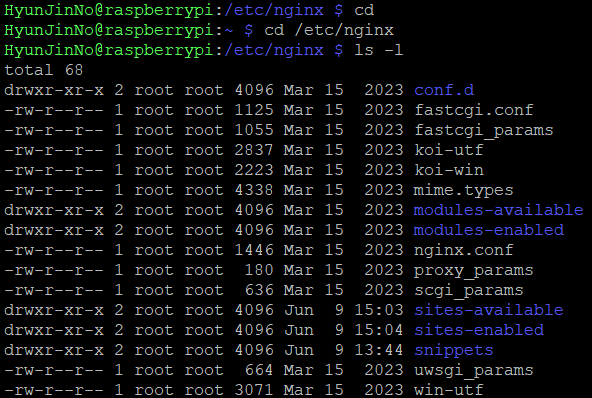 HyunJinNo@raspberrypi:/etc/nginx $ cd
HyunJinNo@raspberrypi:~ $ cd /etc/nginx
HyunJinNo@raspberrypi:/etc/nginx $ ls -l
total 68
drwxr-xr-x 2 root root 4096 Mar 15  2023 conf.d
-rw-r--r-- 1 root root 1125 Mar 15  2023 fastcgi.conf
-rw-r--r-- 1 root root 1055 Mar 15  2023 fastcgi_params
-rw-r--r-- 1 root root 2837 Mar 15  2023 koi-utf
-rw-r--r-- 1 root root 2223 Mar 15  2023 koi-win
-rw-r--r-- 1 root root 4338 Mar 15  2023 mime.types
drwxr-xr-x 2 root root 4096 Mar 15  2023 modules-available
drwxr-xr-x 2 root root 4096 Mar 15  2023 modules-enabled
-rw-r--r-- 1 root root 1446 Mar 15  2023 nginx.conf
-rw-r--r-- 1 root root  180 Mar 15  2023 proxy_params
-rw-r--r-- 1 root root  636 Mar 15  2023 scgi_params
drwxr-xr-x 2 root root 4096 Jun  9 15:03 sites-available
drwxr-xr-x 2 root root 4096 Jun  9 15:04 sites-enabled
drwxr-xr-x 2 root root 4096 Jun  9 13:44 snippets
-rw-r--r-- 1 root root  664 Mar 15  2023 uwsgi_params
-rw-r--r-- 1 root root 3071 Mar 15  2023 win-utf